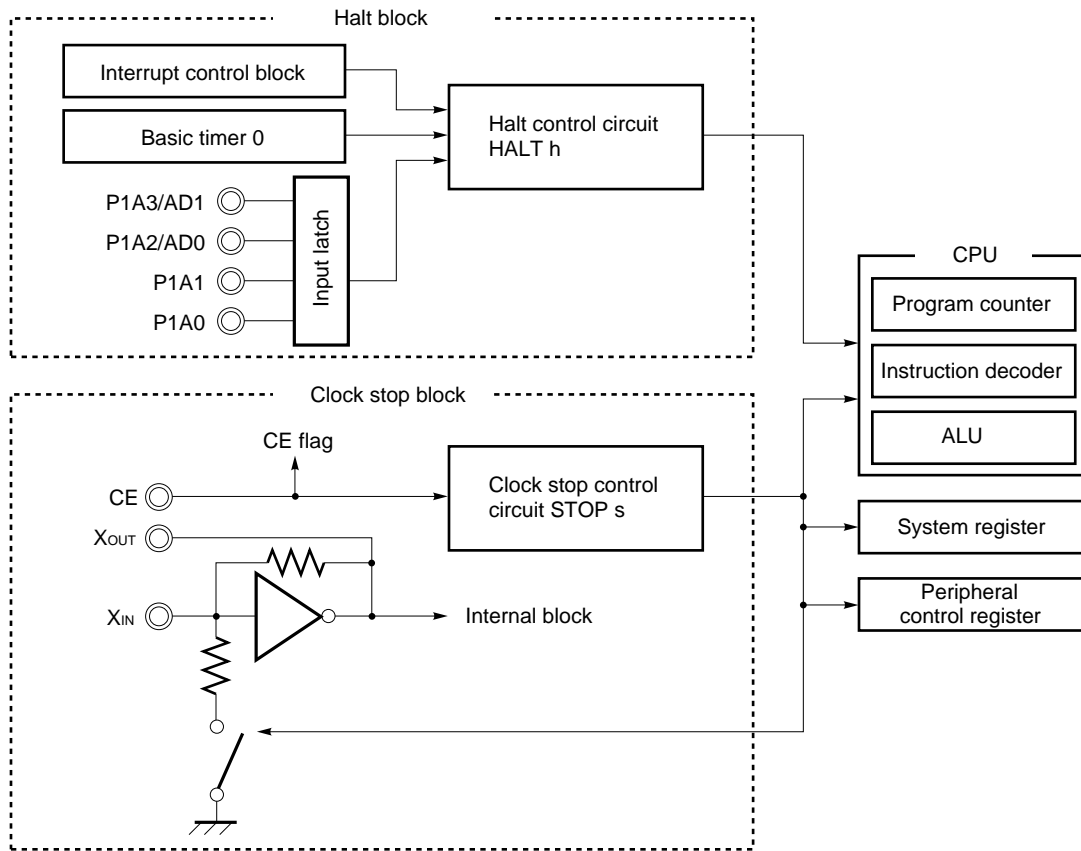 Halt block
Interrupt control block
Basic timer 0
Halt control circuit
HALT h
P1A3/AD1
P1A2/AD0
P1A1
P1A0
Input latch
CPU
Program counter
Instruction decoder
ALU
Clock stop block
CE flag
CE
Clock stop control
circuit STOP s
XOUT
XIN
Internal block
System register
Peripheral
control register